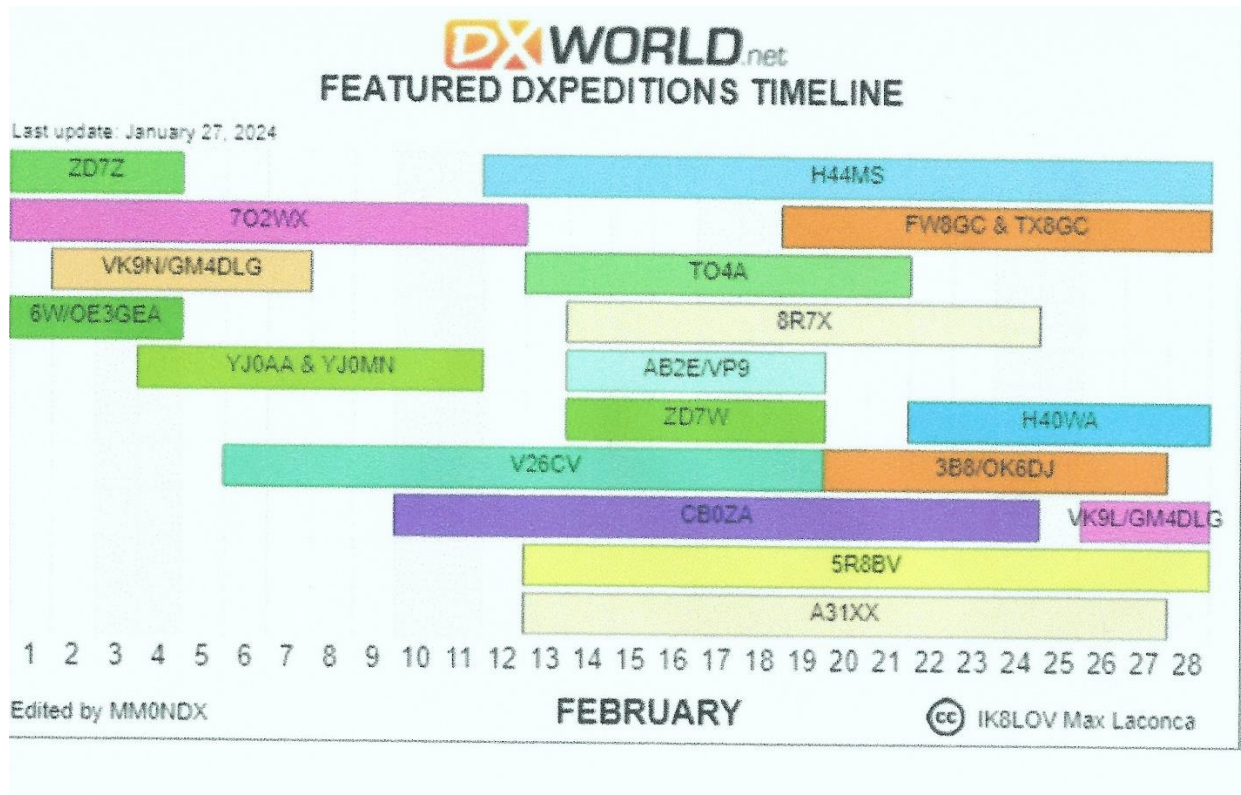 DX WORLD.net
FEATURED DXPEDITIONS TIMELINE
Last update: January 27, 2024
ZD7Z
H44MS
7O2WX
FW8GC & TX8GC
VK9N/GM4DLG
TO4A
6W/OE3GEA
8R7X
YJ0AA & YJ0MN
AB2E/VP9
ZD7W
H40WA
V26CV
3B8/OK6DJ
CB0ZA
VK9L/GM4DLG
5R8BV
A31XX
1 2 3 4 5 6 7 8 9 10 11 12 13 14 15 16 17 18 19 20 21 22 23 24 25 26 27 28
Edited by MM0NDX
FEBRUARY
cc IK8LOV Max Laconca